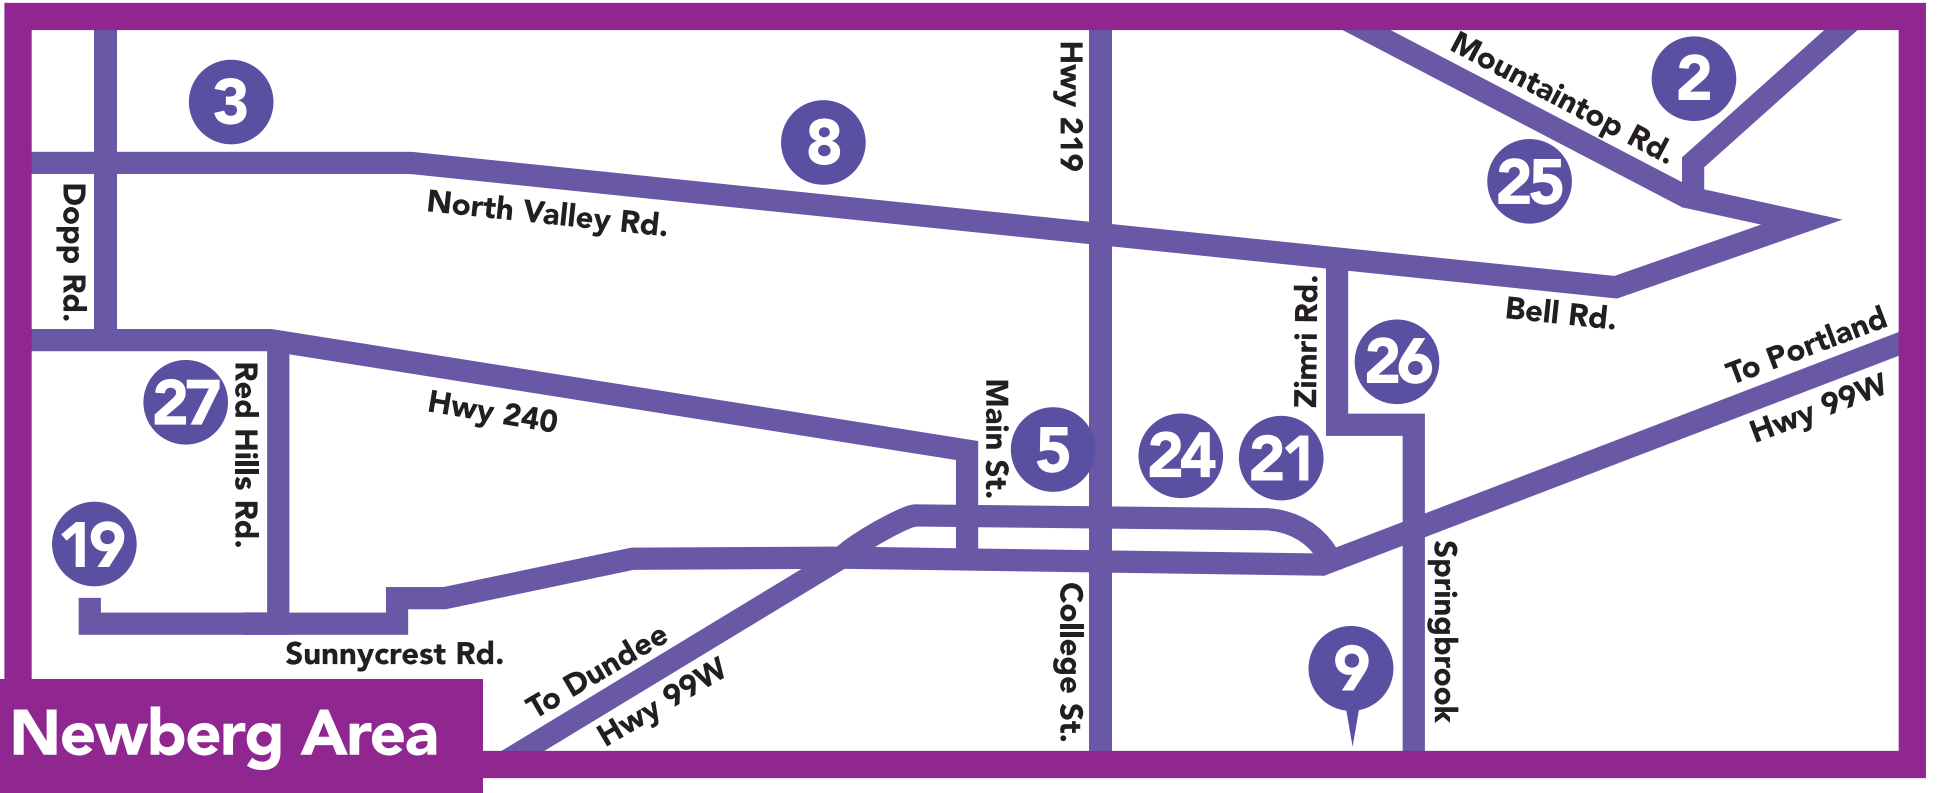 Hwy 219
Mountaintop Rd.
2
3
8
25
Dopp Rd.
North Valley Rd.
Zimri Rd.
Bell Rd.
To Portland
Hwy 99W
26
27
Red Hills Rd.
Hwy 240
Main St.
5
24
21
19
Springbrook
Sunnycrest Rd.
To Dundee
Hwy 99W
College St.
9
Newberg Area